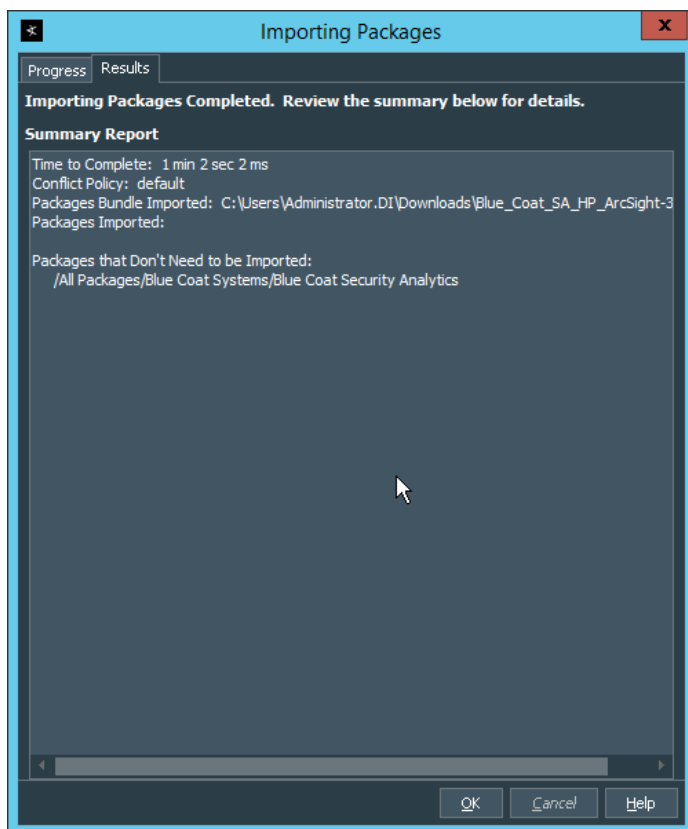 Importing Packages
x
Progress Results
Importing Packages Completed. Review the summary below for details.
Summary Report
Time to Complete: 1 min 2 sec 2 ms
Conflict Policy: default
Packages Bundle Imported: C:\Users\Administrator.DI\Downloads\Blue_Coat_SA_HP_ArcSight-3
Packages Imported:
Packages that Don't Need to be Imported:
/All Packages/Blue Coat Systems/Blue Coat Security Analytics
OK Cancel Help